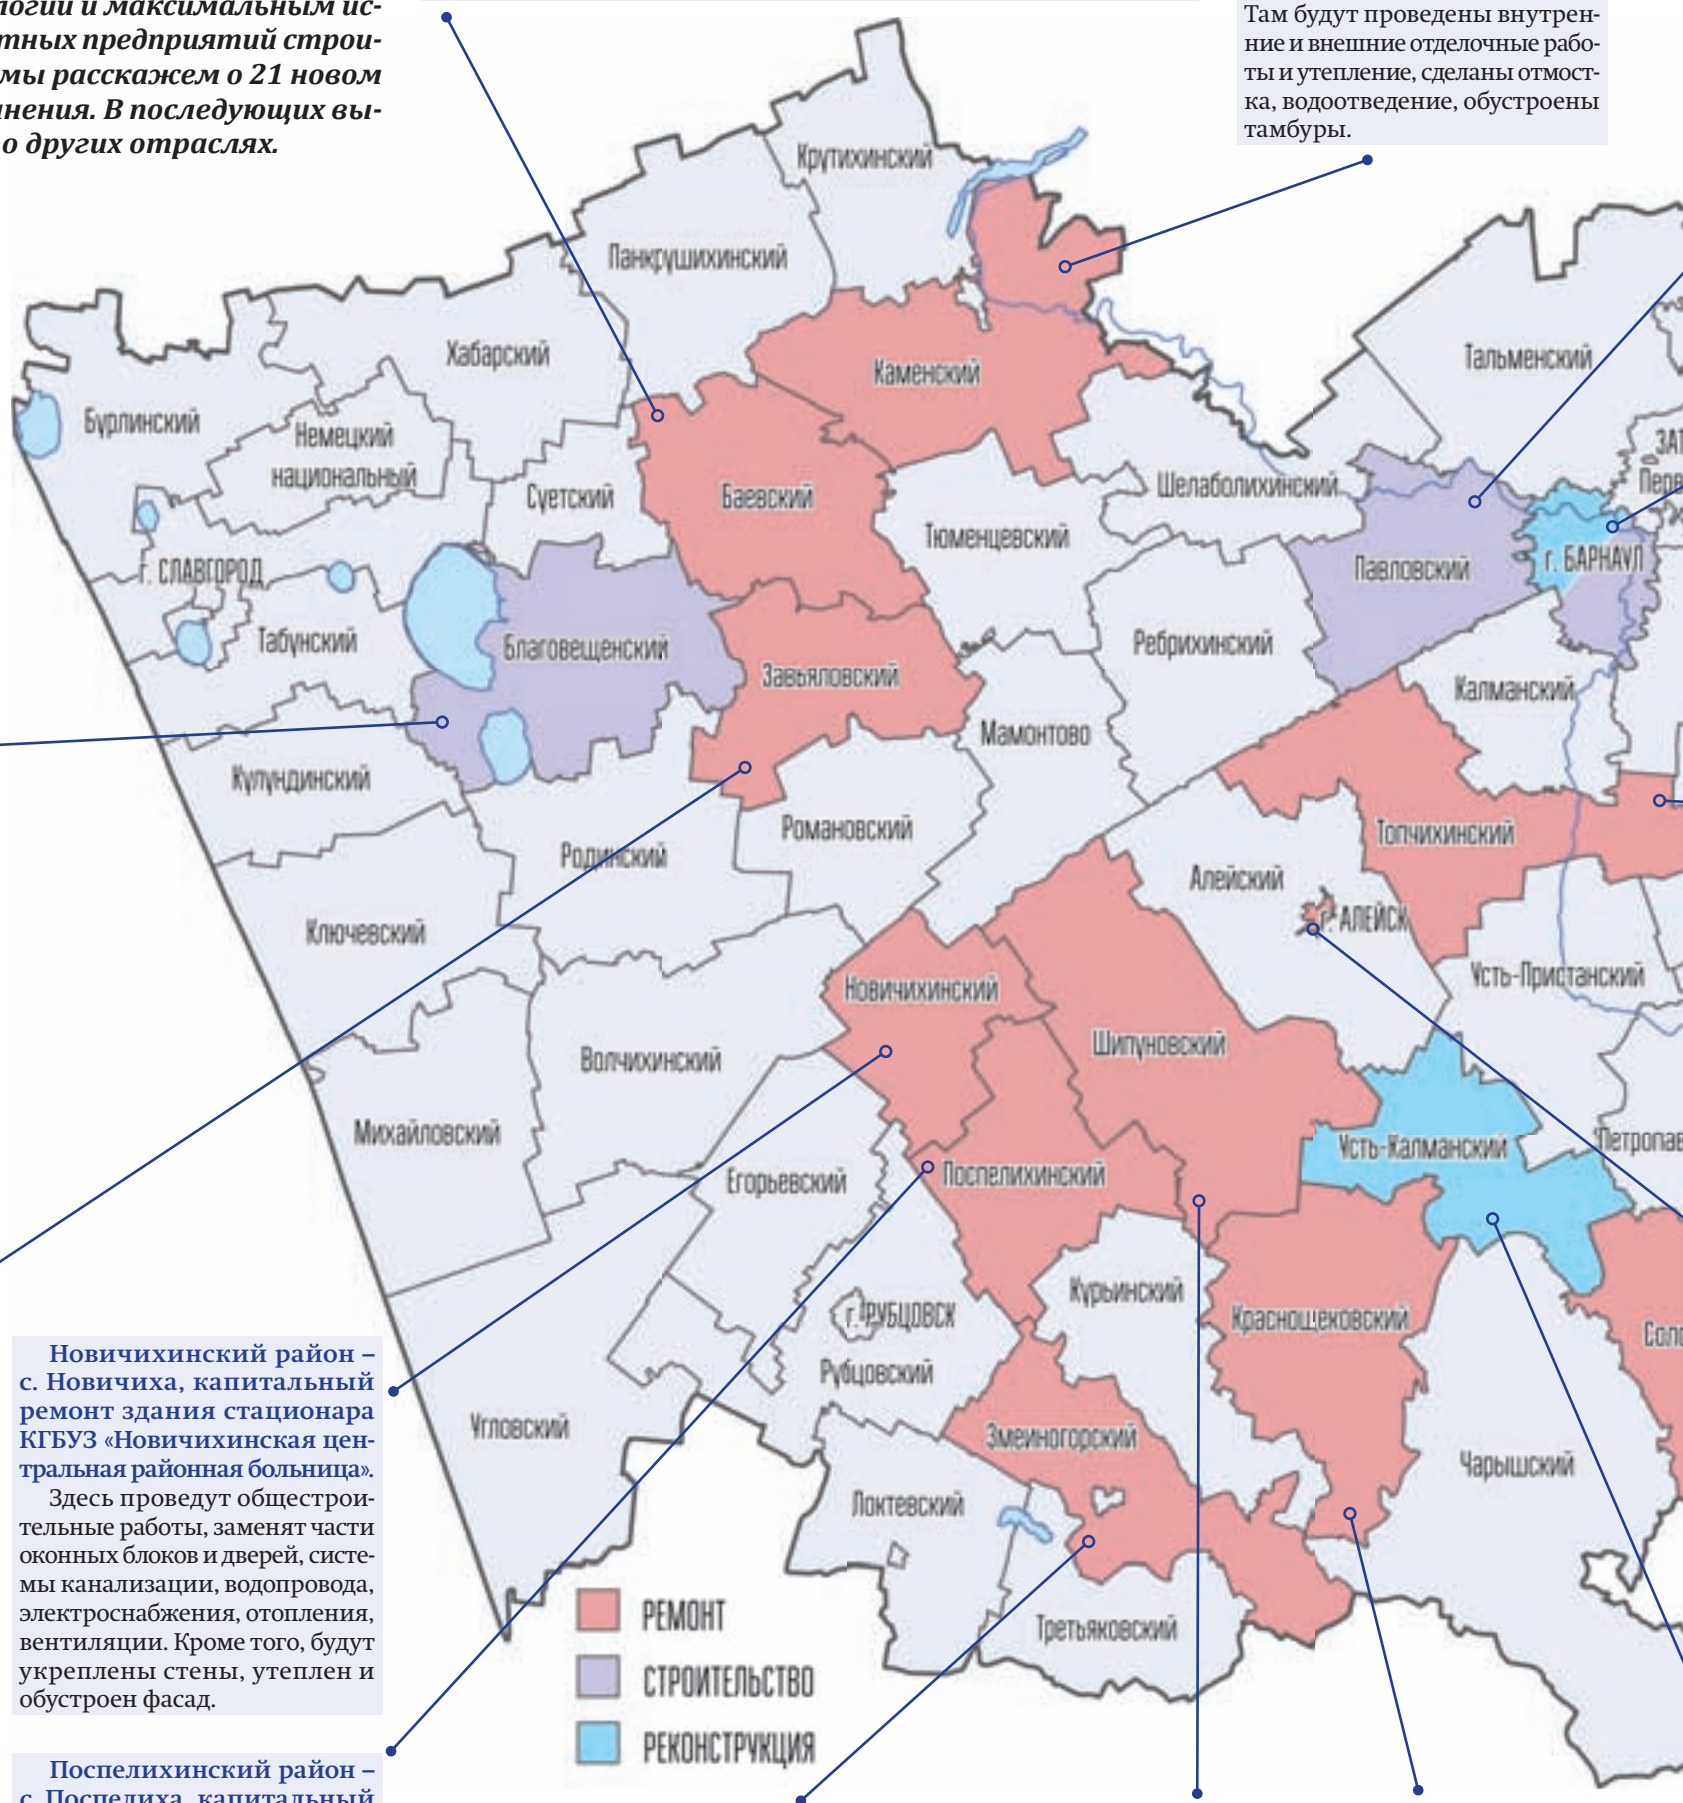 логии и максимальным ис-
тных предприятий строи-
мы расскажем о 21 новом
нения. В последующих вы-
о других отраслях.
Там будут проведены внутрен-
ние и внешние отделочные рабо-
ты и утепление, сделаны отмост-
ка, водоотведение, обустроены
тамбуры.
Крутихинский
Панкрушихинский
Хабарский
Каменский
Тальменский
Бурлинский
Немецкий
национальный
Суетский
Баевский
Шелаболихинский
ЗАТ
Перв
Тюменцевский
Павловский
г. БАРНАУЛ
г. СЛАВГОРОД
Табунский
Благовещенский
Завьяловский
Ребрихинский
Калманский
Мамонтово
Кулундинский
Романовский
Топчихинский
Родинский
Алейский
г. АЛЕЙСК
Ключевский
Новичихинский
Усть-Пристанский
Шипуновский
Волчихинский
Михайловский
Усть-Калманский
Петропав
Егорьевский
Поспелихинский
Курьинский
г. РУБЦОВСК
Краснощековский
Соло
Рубцовский
Угловский
Змеиногорский
Чарышский
Локтевский
Третьяковский
Новичихинский район –
с. Новичиха, капитальный
ремонт здания стационара
КГБУЗ «Новичихинская цен-
тральная районная больница».
Здесь проведут общестрои-
тельные работы, заменят части
оконных блоков и дверей, систе-
мы канализации, водопровода,
электроснабжения, отопления,
вентиляции. Кроме того, будут
укреплены стены, утеплен и
обустроен фасад.
РЕМОНТ
СТРОИТЕЛЬСТВО
РЕКОНСТРУКЦИЯ
Поспелихинский район –
с. Поспелиха, капитальный